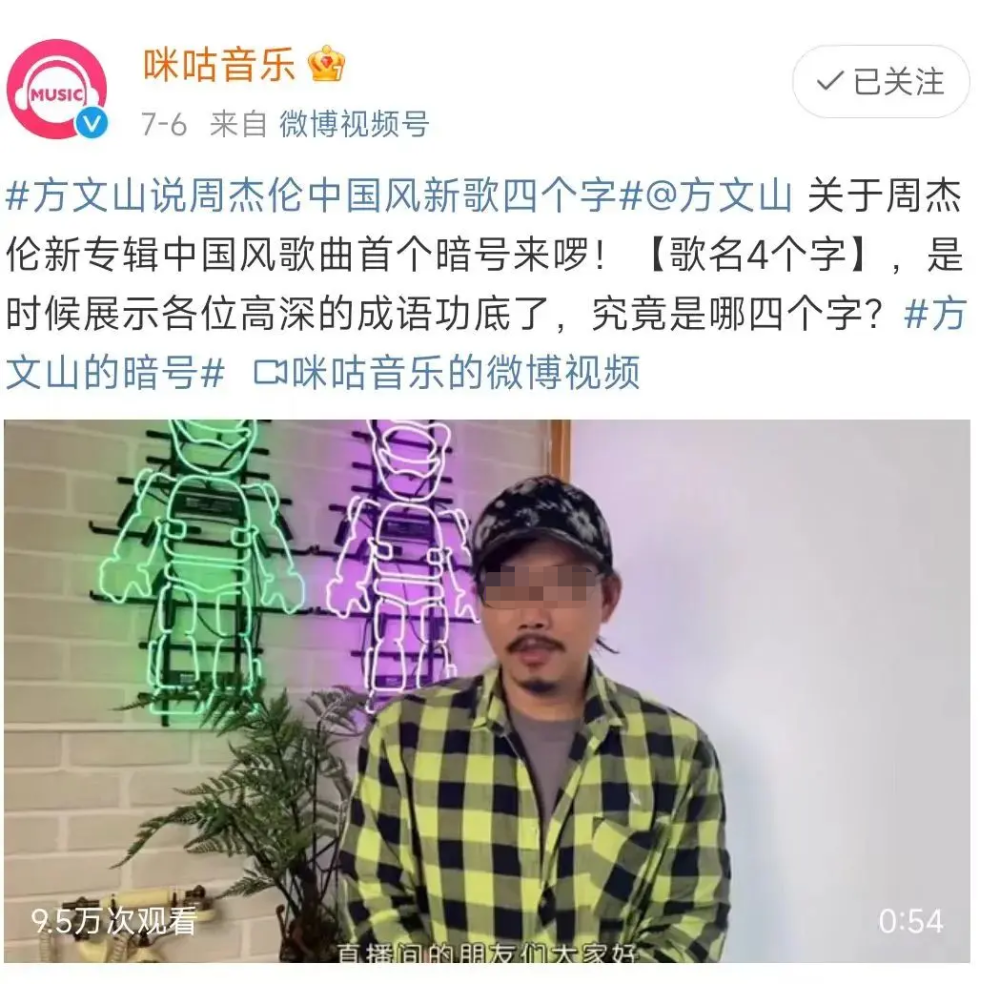 MUSIC
咪咕音乐
已关注
7-6 来自 微博视频号
#方文山说周杰伦中国风新歌四个字#@方文山 关于周杰
伦新专辑中国风歌曲首个暗号来啰！【歌名4个字】，是
时候展示各位高深的成语功底了，究竟是哪四个字？#方
文山的暗号# 咪咕音乐的微博视频
9.5万次观看
0:54
直播间的朋友们大家好